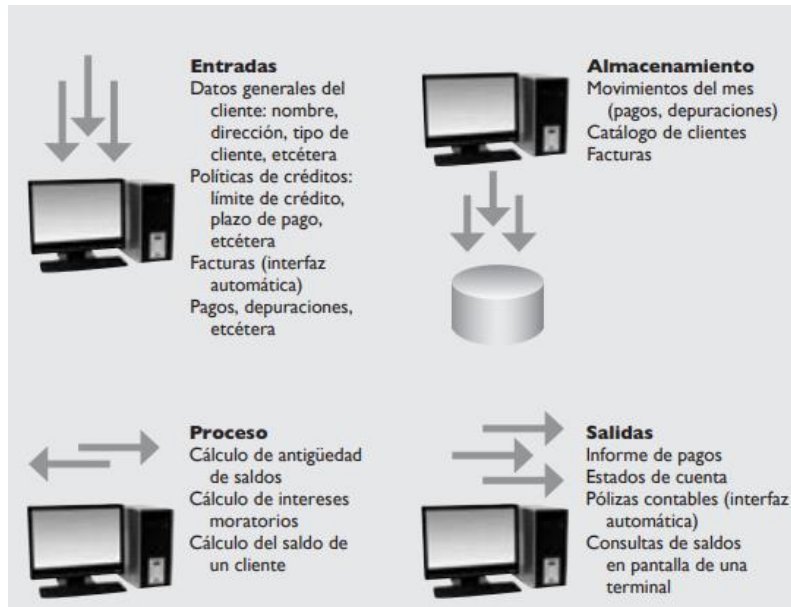 Entradas
Datos generales del
cliente: nombre,
dirección, tipo de
cliente, etcétera
Políticas de créditos:
límite de crédito,
plazo de pago,
etcétera
Facturas (interfaz
automática)
Pagos, depuraciones,
etcétera
Almacenamiento
Movimientos del mes
(pagos, depuraciones)
Catálogo de clientes
Facturas
Proceso
Cálculo de antigüedad
de saldos
Cálculo de intereses
moratorios
Cálculo del saldo de
un cliente
Salidas
Informe de pagos
Estados de cuenta
Pólizas contables (interfaz
automática)
Consultas de saldos
en pantalla de una
terminal